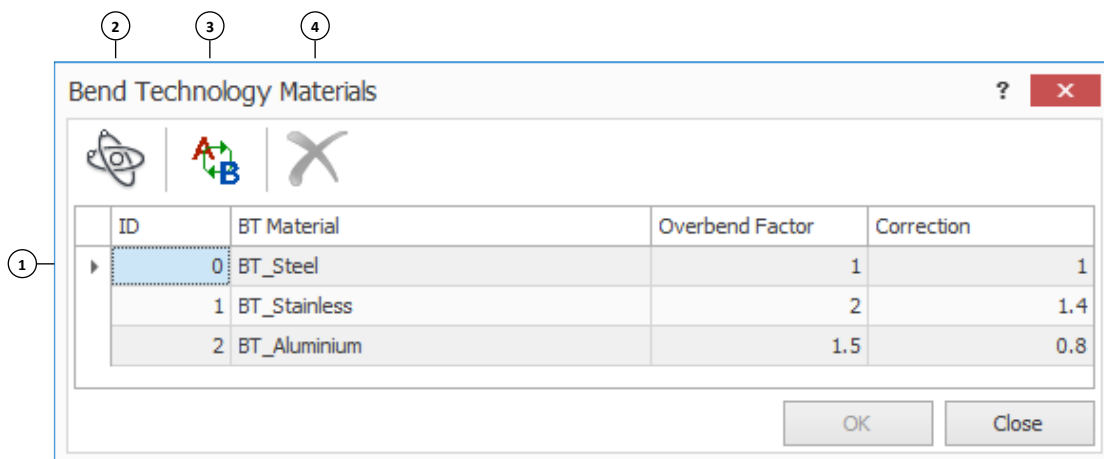 2 3 4
Bend Technology Materials ? X
A B
ID BT Material Overbend Factor Correction
1 0 BT_Steel 1 1
1 BT_Stainless 2 1.4
2 BT_Aluminium 1.5 0.8
OK Close